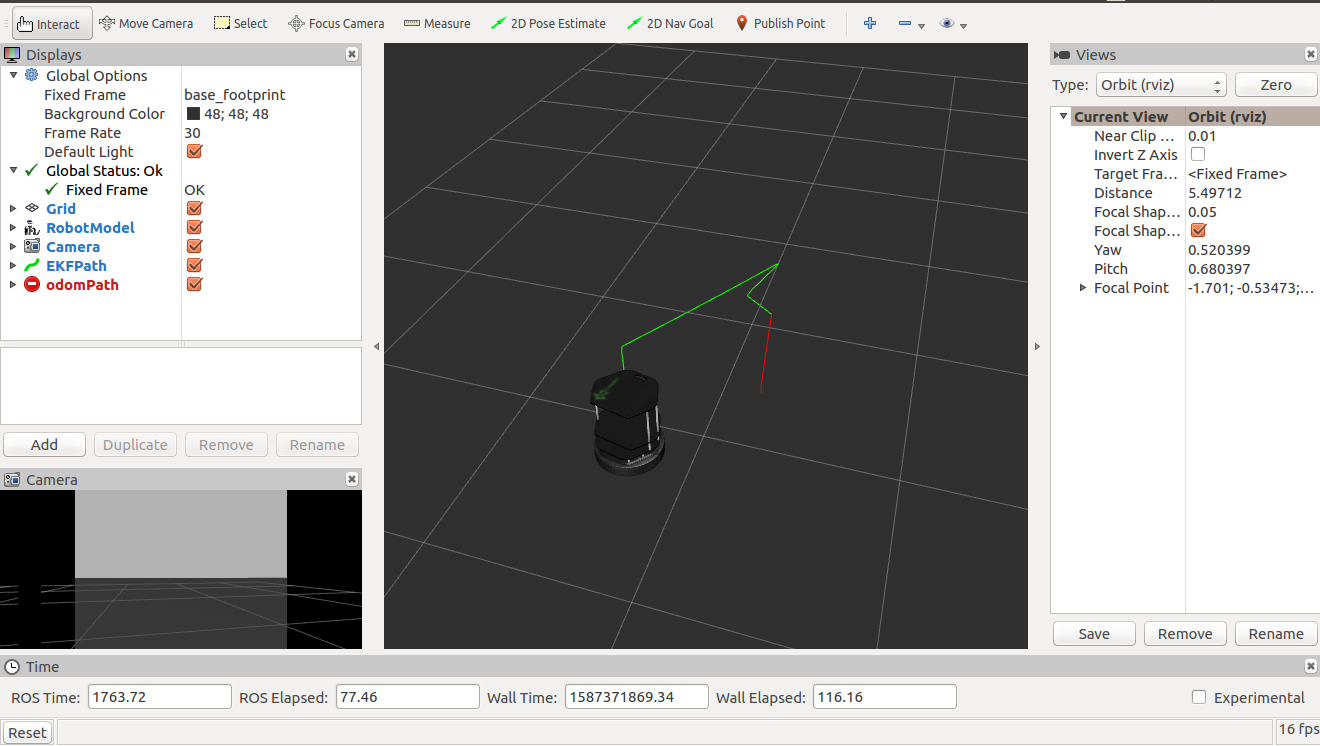 Interact Move Camera Select Focus Camera Measure 2D Pose Estimate 2D Nav Goal Publish Point
Displays
Global Options
Fixed Frame base_footprint
Background Color 48; 48; 48
Frame Rate 30
Default Light
Global Status: Ok
Fixed Frame OK
Grid
RobotModel
Camera
EKFPath
odomPath
Add Duplicate Remove Rename
Camera
Views
Type: Orbit (rviz) Zero
Current View Orbit (rviz)
Near Clip ... 0.01
Invert Z Axis
Target Fra... <Fixed Frame>
Distance 5.49712
Focal Shap... 0.05
Focal Shap...
Yaw 0.520399
Pitch 0.680397
Focal Point -1.701; -0.53473;...
Save Remove Rename
Time
ROS Time: 1763.72 ROS Elapsed: 77.46 Wall Time: 1587371869.34 Wall Elapsed: 116.16 Experimental
Reset 16 fps